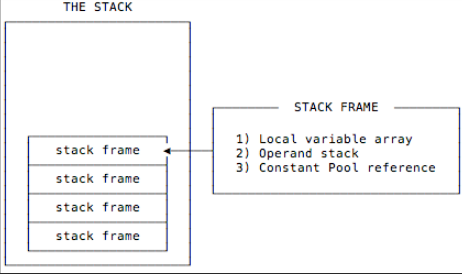 THE STACK
STACK FRAME
1) Local variable array
2) Operand stack
3) Constant Pool reference
stack frame
stack frame
stack frame
stack frame